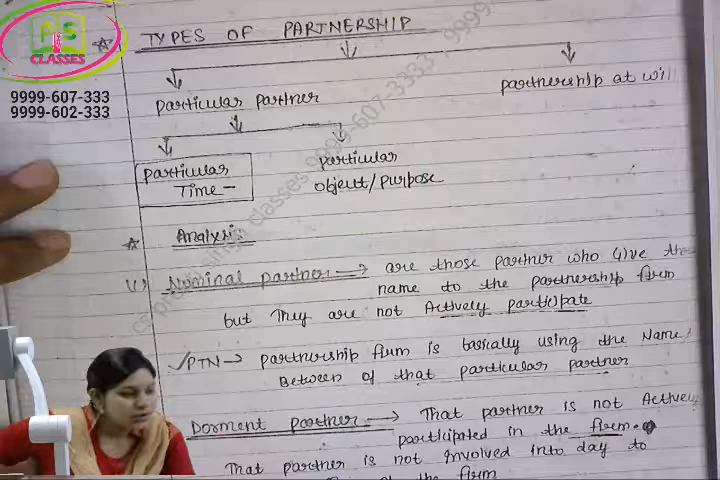 PS
CLASSES
9999-607-333
9999-602-333
TYPES OF PARTNERSHIP
particular partner
partnership at will
particular
Time -
particular
object/purpose
Analysis:
(1) Nominal partner → are those partner who give
name to the partnership firm
but They are not Actively participate
PTN → partnership firm is basically using the Name/
Between of that particular partner
Dorment partner → That partner is not Actively
participated in the firm.
That partner is not Involved into day to
the firm